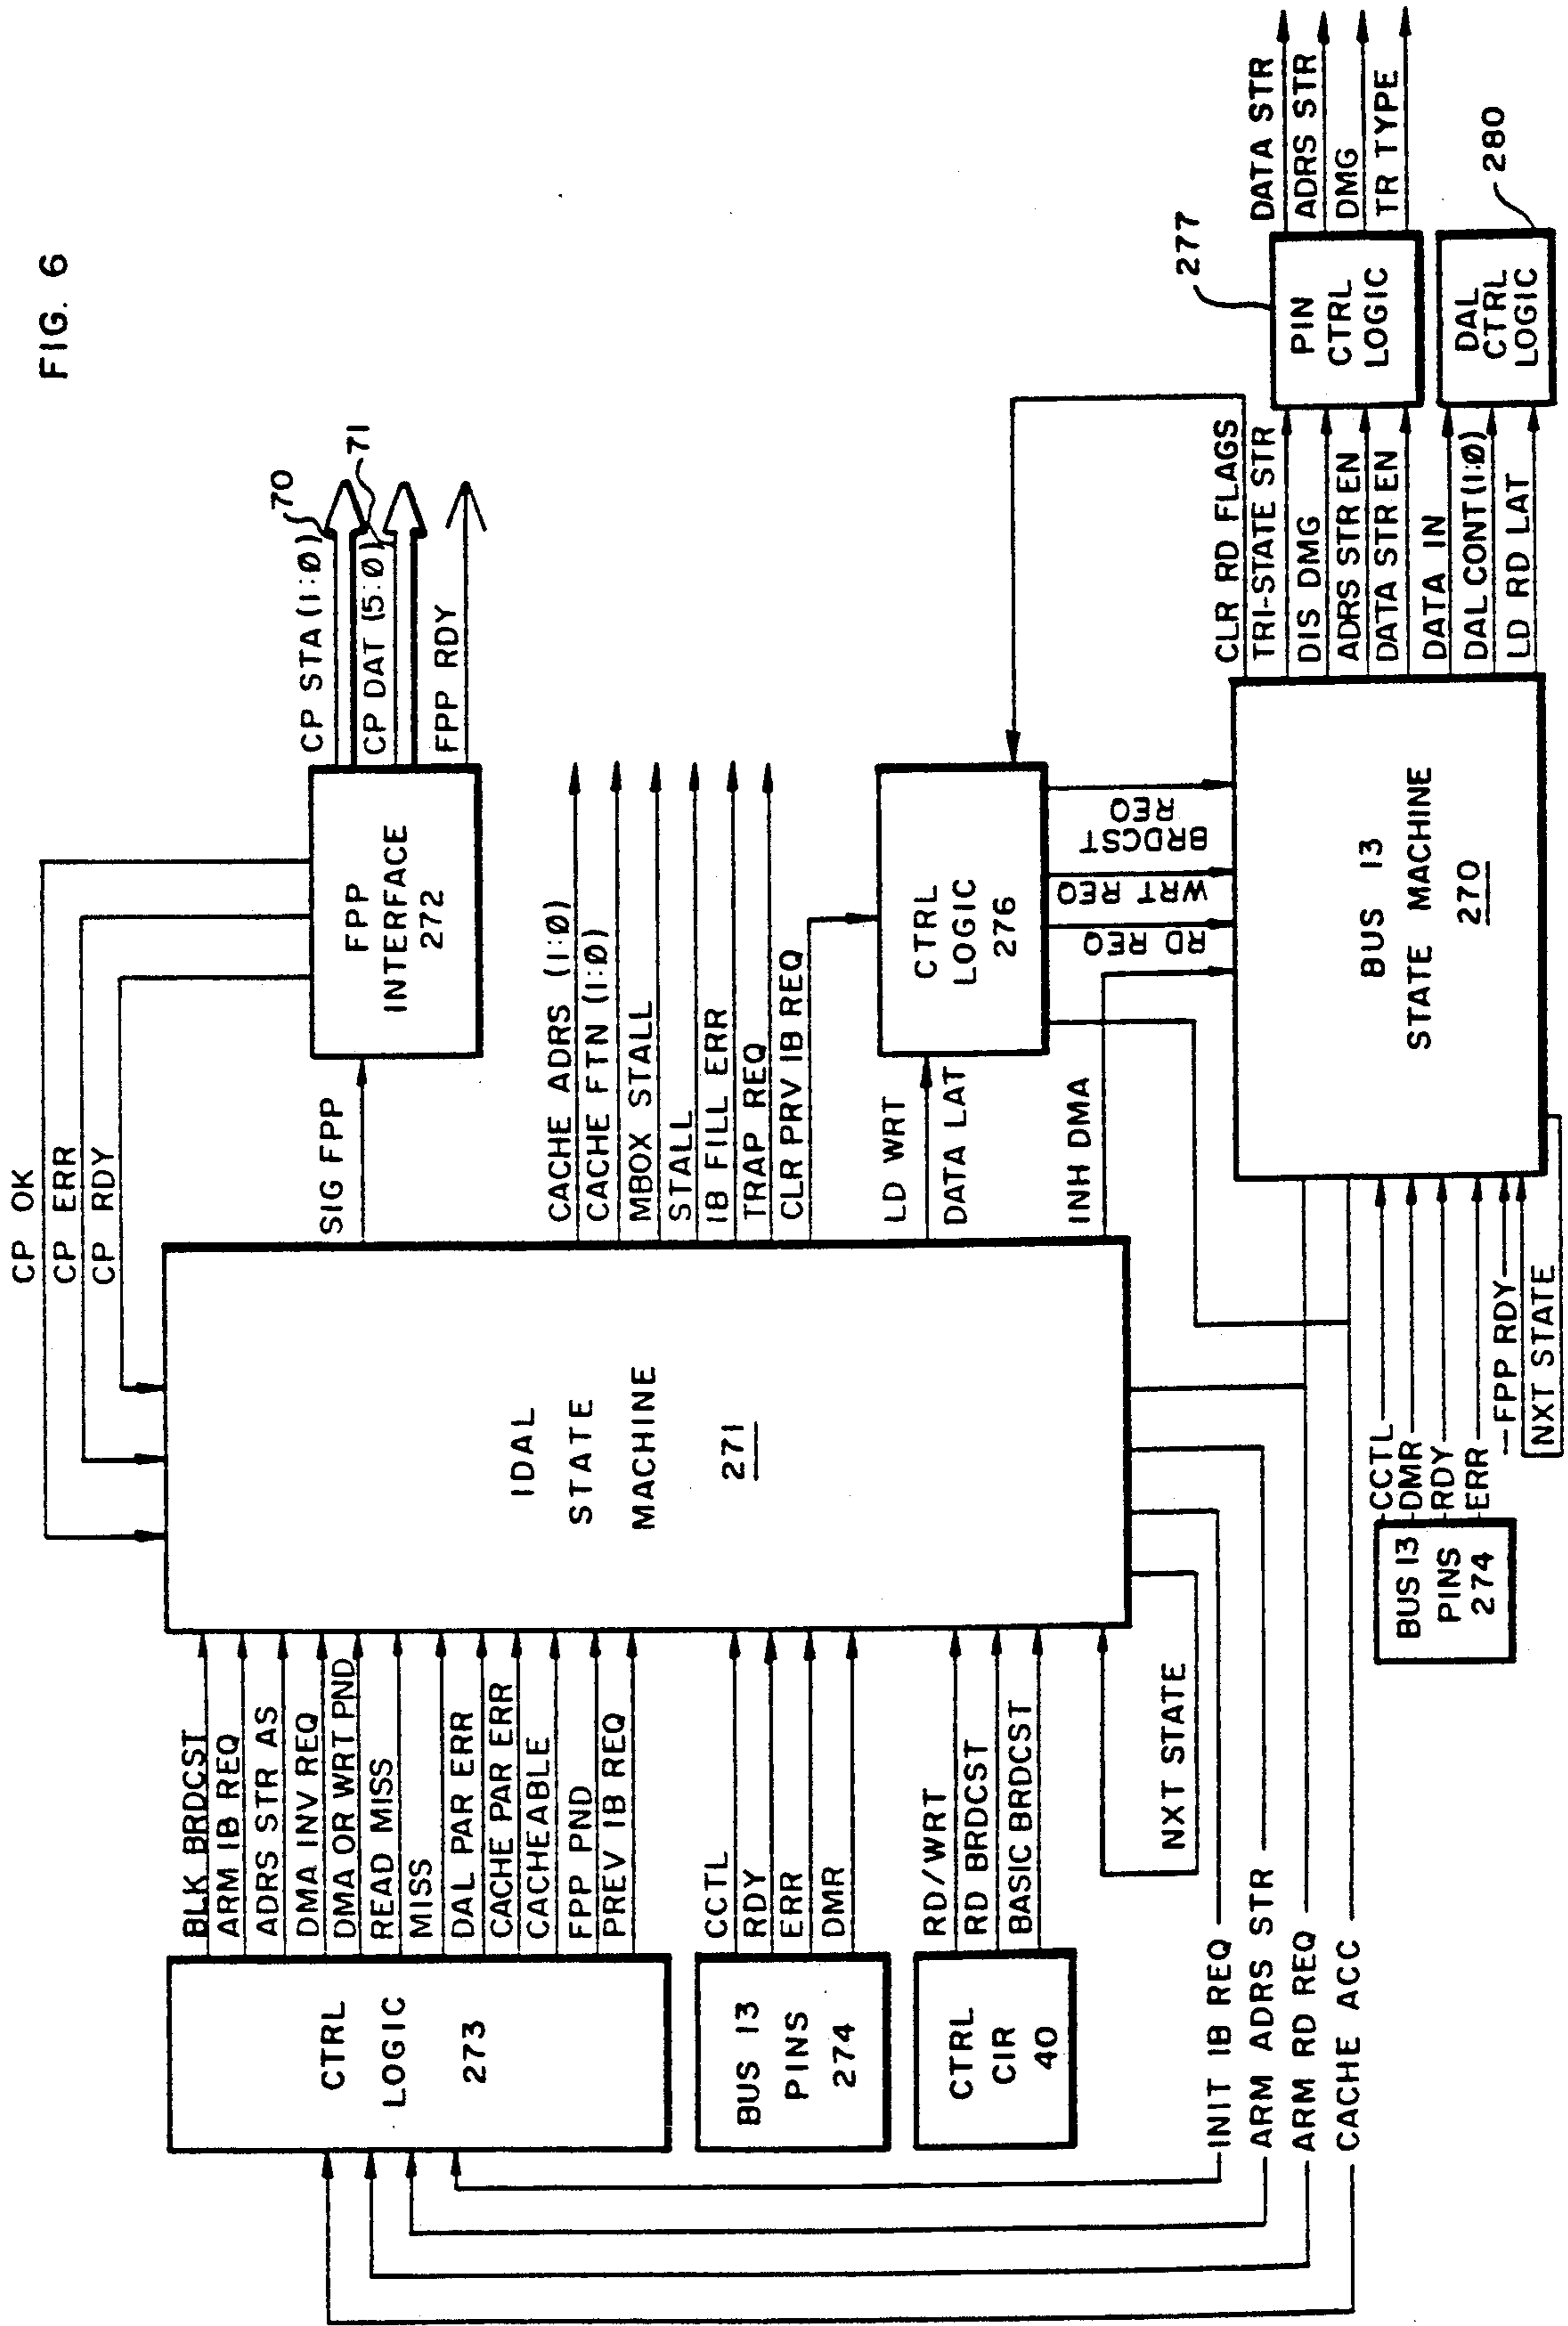 FIG. 6
CP OK
CP ERR
CP RDY
CP STA (1:0)
70
CP DAT (5:0)
71
FPP RDY
FPP
INTERFACE
272
SIG FPP
BLK BRDCST
ARM IB REQ
ADRS STR AS
DMA INV REQ
DMA OR WRT PND
READ MISS
MISS
DAL PAR ERR
CACHE PAR ERR
CACHEABLE
FPP PND
PREV IB REQ
CTRL
LOGIC
273
CCTL
RDY
ERR
DMR
BUS 13
PINS
274
RD/WRT
RD BRDCST
BASIC BRDCST
CTRL
CIR
40
NXT STATE
IDAL
STATE
MACHINE
271
CACHE ADRS (1:0)
CACHE FTN (1:0)
MBOX STALL
STALL
IB FILL ERR
TRAP REQ
CLR PRV IB REQ
LD WRT
DATA LAT
INH DMA
CTRL
LOGIC
276
RD REQ
WRT REQ
BRDCST
REQ
INIT IB REQ
ARM ADRS STR
ARM RD REQ
CACHE ACC
BUS 13
PINS
274
CCTL
DMR
RDY
ERR
FPP RDY
NXT STATE
BUS 13
STATE MACHINE
270
CLR RD FLAGS
TRI-STATE STR
DIS DMG
ADRS STR EN
DATA STR EN
DATA IN
DAL CONT (1:0)
LD RD LAT
PIN
CTRL
LOGIC
277
DAL
CTRL
LOGIC
280
DATA STR
ADRS STR
DMG
TR TYPE